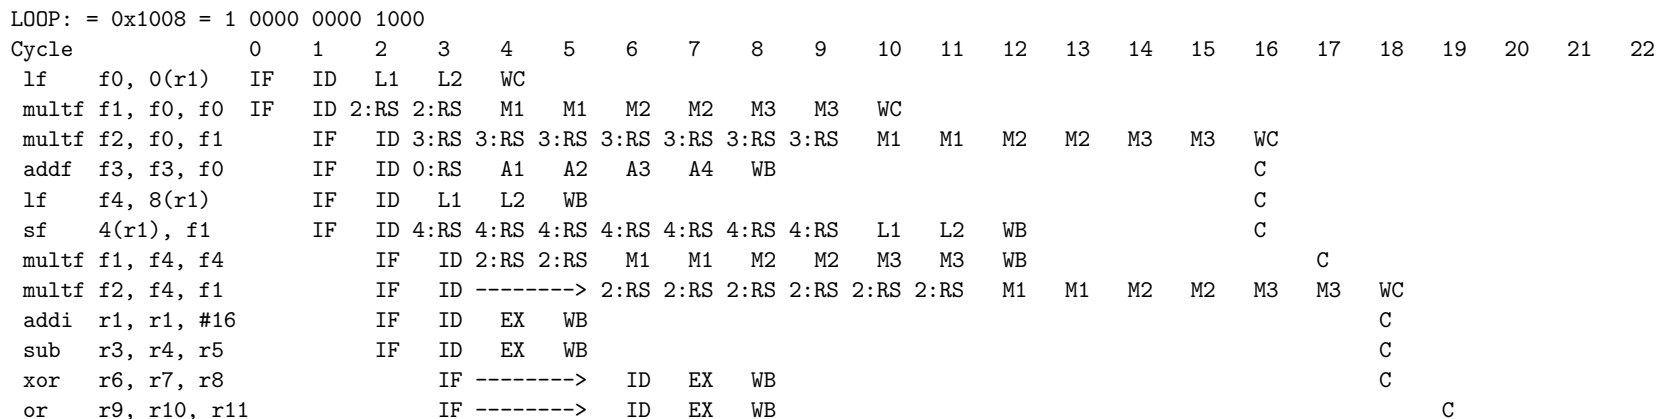 LOOP: = 0x1008 = 1 0000 0000 1000
Cycle 0 1 2 3 4 5 6 7 8 9 10 11 12 13 14 15 16 17 18 19 20 21 22
lf f0, 0(r1) IF ID L1 L2 WC
multf f1, f0, f0 IF ID 2:RS 2:RS M1 M1 M2 M2 M3 M3 WC
multf f2, f0, f1 IF ID 3:RS 3:RS 3:RS 3:RS 3:RS 3:RS 3:RS M1 M1 M2 M2 M3 M3 WC
addf f3, f3, f0 IF ID 0:RS A1 A2 A3 A4 WB C
lf f4, 8(r1) IF ID L1 L2 WB C
sf 4(r1), f1 IF ID 4:RS 4:RS 4:RS 4:RS 4:RS 4:RS 4:RS L1 L2 WB C
multf f1, f4, f4 IF ID 2:RS 2:RS M1 M1 M2 M2 M3 M3 WB C
multf f2, f4, f1 IF ID --------> 2:RS 2:RS 2:RS 2:RS 2:RS 2:RS M1 M1 M2 M2 M3 M3 WC
addi r1, r1, #16 IF ID EX WB C
sub r3, r4, r5 IF ID EX WB C
xor r6, r7, r8 IF --------> ID EX WB C
or r9, r10, r11 IF --------> ID EX WB C